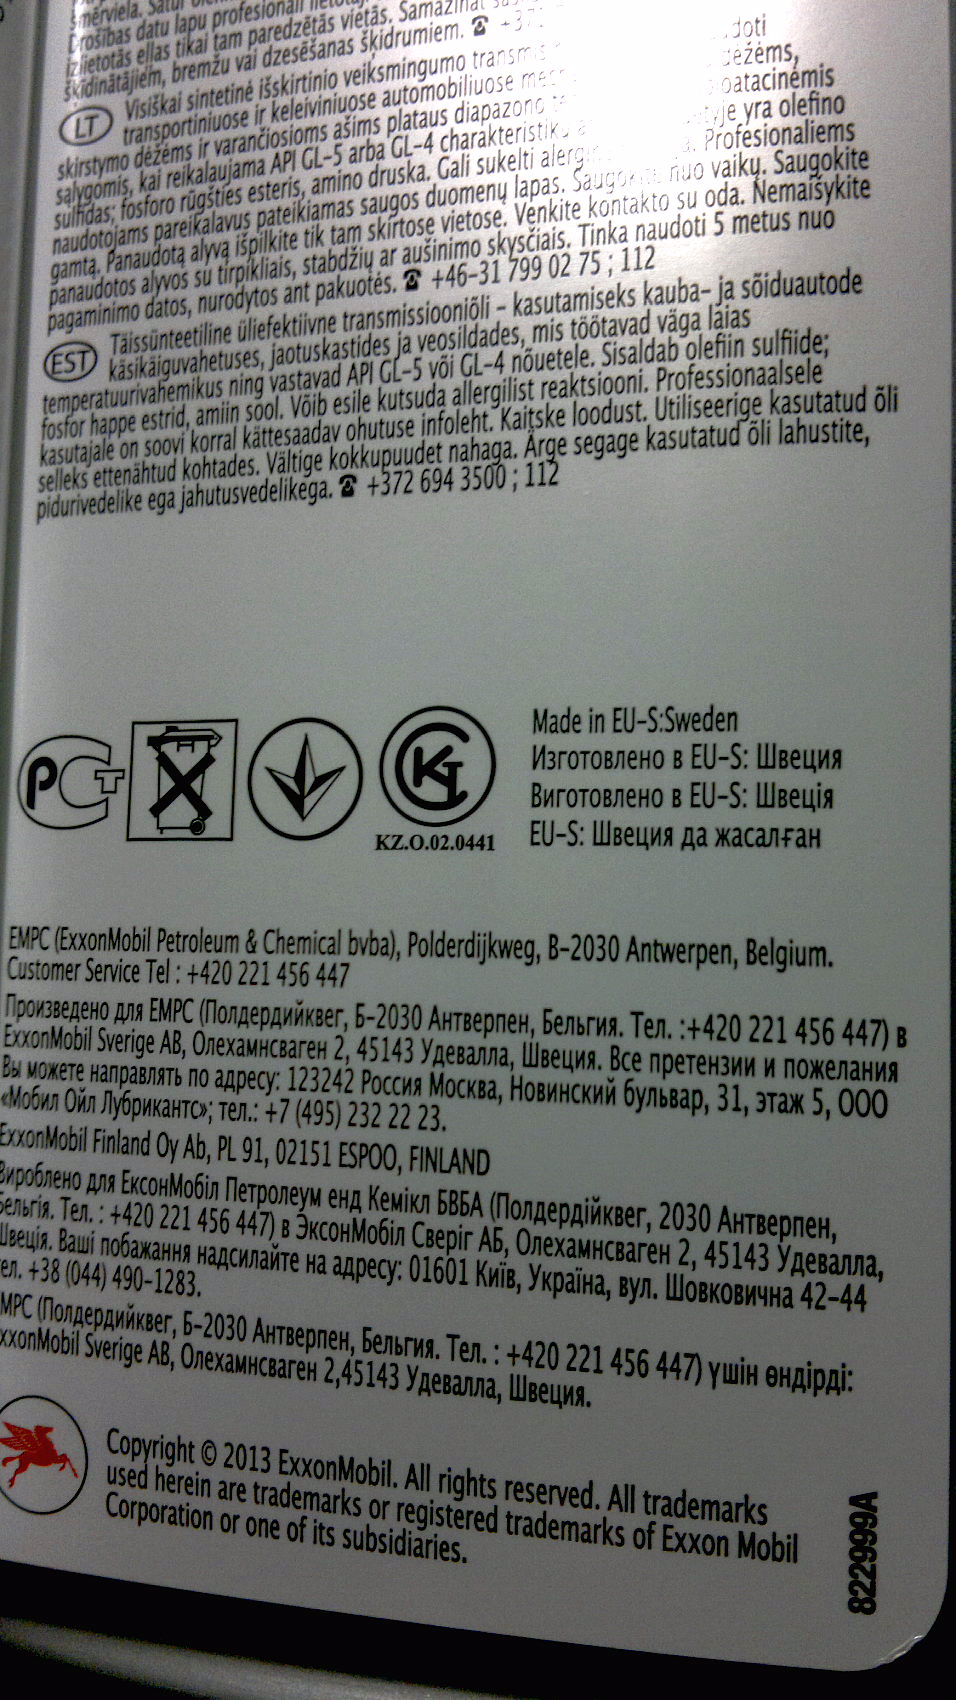 smērviela. Satur
Drošības datu lapu profesionāli
izlietotās eļļas tikai tam paredzētās vietās. Samazināt
šķīdinātājiem, bremžu vai dzesēšanas šķidrumiem. ☎ +37
LT Visiškai sintetinė išskirtinio veiksmingumo doti
transportiniuose ir keleiviniuose automobiliuose dėžėms,
skirstymo dėžėms ir varančiosioms ašims plataus diapazono
sąlygomis, kai reikalaujama API GL-5 arba GL-4 yra olefino
sulfidas; fosforo rūgšties esteris, amino druska. Gali sukelti Profesionaliems
naudotojams pareikalavus pateikiamas saugos duomenų lapas. Saugokite nuo vaikų. Saugokite
gamtą. Panaudotą alyvą išpilkite tik tam skirtose vietose. Venkite kontakto su oda. Nemaišykite
panaudotos alyvos su tirpikliais, stabdžių ar aušinimo skysčiais. Tinka naudoti 5 metus nuo
pagaminimo datos, nurodytos ant pakuotės. ☎ +46-31 799 02 75 ; 112
EST Täissünteetiline üliefektiivne transmissiooniõli - kasutamiseks kauba- ja sõiduautode
käsikäiguvahetuses, jaotuskastides ja veosildades, mis töötavad väga laias
temperatuurivahemikus ning vastavad API GL-5 või GL-4 nõuetele. Sisaldab olefiin sulfiide;
fosfor happe estrid, amiin sool. Võib esile kutsuda allergilist reaktsiooni. Professionaalsele
kasutajale on soovi korral kättesaadav ohutuse infoleht. Kaitske loodust. Utiliseerige kasutatud õli
selleks ettenähtud kohtades. Vältige kokkupuudet nahaga. Ärge segage kasutatud õli lahustite,
pidurivedelike ega jahutusvedelikega. ☎ +372 694 3500 ; 112
PCT
KZ.O.02.0441
Made in EU-S:Sweden
Изготовлено в EU-S: Швеция
Виготовлено в EU-S: Швеція
EU-S: Швеция да жасалған
EMPC (ExxonMobil Petroleum & Chemical bvba), Polderdijkweg, B-2030 Antwerpen, Belgium.
Customer Service Tel : +420 221 456 447
Произведено для EMPC (Полдердийквег, Б-2030 Антверпен, Бельгия. Тел. :+420 221 456 447) в
ExxonMobil Sverige AB, Олехамнсваген 2, 45143 Удевалла, Швеция. Все претензии и пожелания
Вы можете направлять по адресу: 123242 Россия Москва, Новинский бульвар, 31, этаж 5, ООО
«Мобил Ойл Лубрикантс»; тел.: +7 (495) 232 22 23.
ExxonMobil Finland Oy Ab, PL 91, 02151 ESPOO, FINLAND
Вироблено для ЕксонМобіл Петролеум енд Кемікл БВБА (Полдердійквег, 2030 Антверпен,
Бельгія. Тел. : +420 221 456 447) в ЭксонМобіл Сверіг АБ, Олехамнсваген 2, 45143 Удевалла,
Швеція. Ваші побажання надсилайте на адресу: 01601 Київ, Україна, вул. Шовковична 42-44
тел. +38 (044) 490-1283.
MPC (Полдердийквег, Б-2030 Антверпен, Бельгия. Тел. : +420 221 456 447) үшін өндірді:
xxonMobil Sverige AB, Олехамнсваген 2,45143 Удевалла, Швеция.
Copyright © 2013 ExxonMobil. All rights reserved. All trademarks
used herein are trademarks or registered trademarks of Exxon Mobil
Corporation or one of its subsidiaries.
822999A